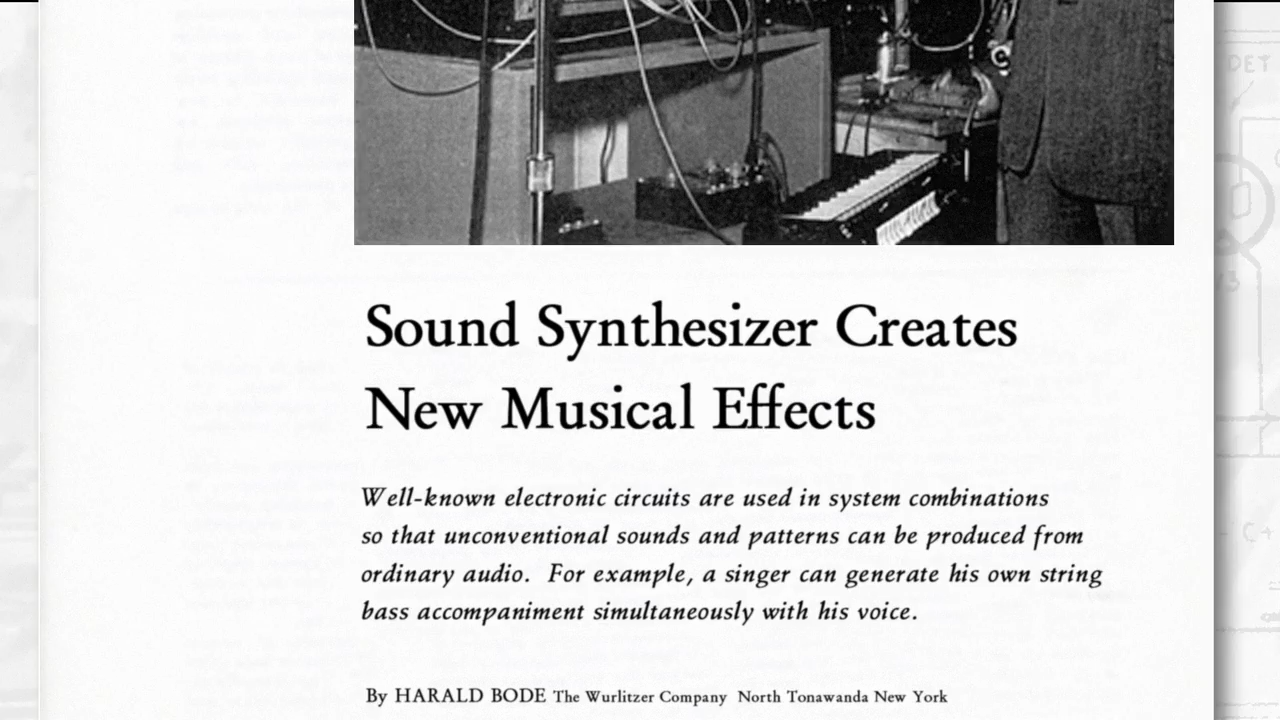 Sound Synthesizer Creates
New Musical Effects
Well-known electronic circuits are used in system combinations
so that unconventional sounds and patterns can be produced from
ordinary audio. For example, a singer can generate his own string
bass accompaniment simultaneously with his voice.
By HARALD BODE The Wurlitzer Company North Tonawanda New York
DET